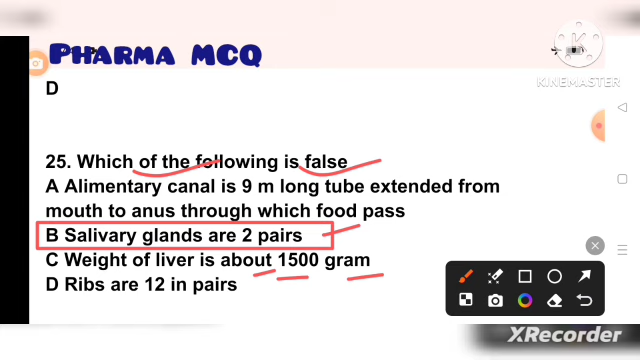 PHARMA MCQ
KINEMASTER
D
25. Which of the following is false
A Alimentary canal is 9 m long tube extended from
mouth to anus through which food pass
B Salivary glands are 2 pairs
C Weight of liver is about 1500 gram
D Ribs are 12 in pairs
XRecorder